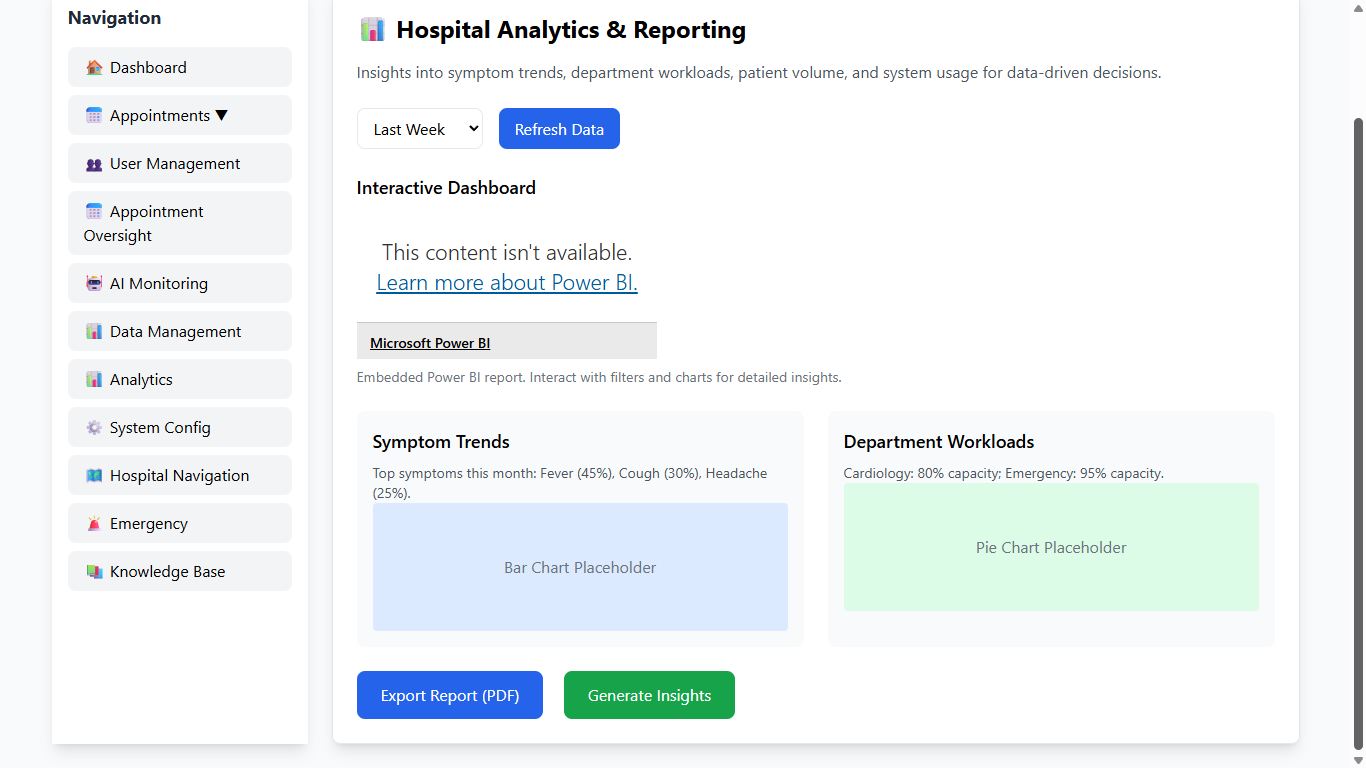 Navigation
Dashboard
Appointments ▼
User Management
Appointment
Oversight
AI Monitoring
Data Management
Analytics
System Config
Hospital Navigation
Emergency
Knowledge Base
Hospital Analytics & Reporting
Insights into symptom trends, department workloads, patient volume, and system usage for data-driven decisions.
Last Week
Refresh Data
Interactive Dashboard
This content isn't available.
Learn more about Power BI.
Microsoft Power BI
Embedded Power BI report. Interact with filters and charts for detailed insights.
Symptom Trends
Top symptoms this month: Fever (45%), Cough (30%), Headache
(25%).
Bar Chart Placeholder
Department Workloads
Cardiology: 80% capacity; Emergency: 95% capacity.
Pie Chart Placeholder
Export Report (PDF)
Generate Insights